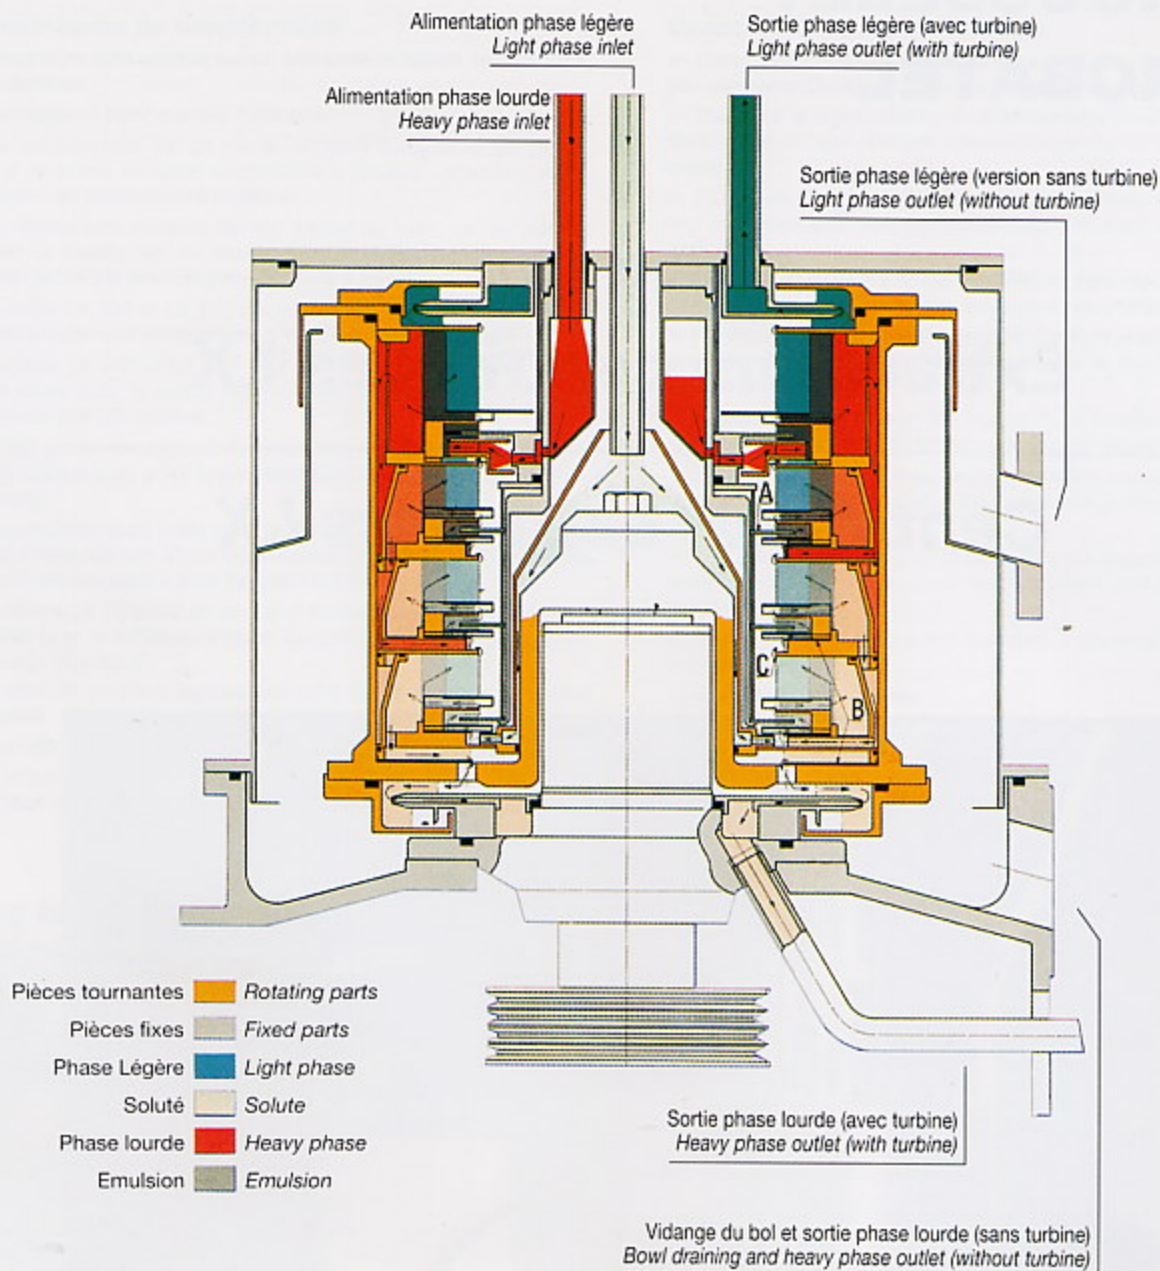 Alimentation phase légère
Light phase inlet
Sortie phase légère (avec turbine)
Light phase outlet (with turbine)
Alimentation phase lourde
Heavy phase inlet
Sortie phase légère (version sans turbine)
Light phase outlet (without turbine)
A
C
B
Pièces tournantes Rotating parts
Pièces fixes Fixed parts
Phase Légère Light phase
Soluté Solute
Phase lourde Heavy phase
Emulsion Emulsion
Sortie phase lourde (avec turbine)
Heavy phase outlet (with turbine)
Vidange du bol et sortie phase lourde (sans turbine)
Bowl draining and heavy phase outlet (without turbine)